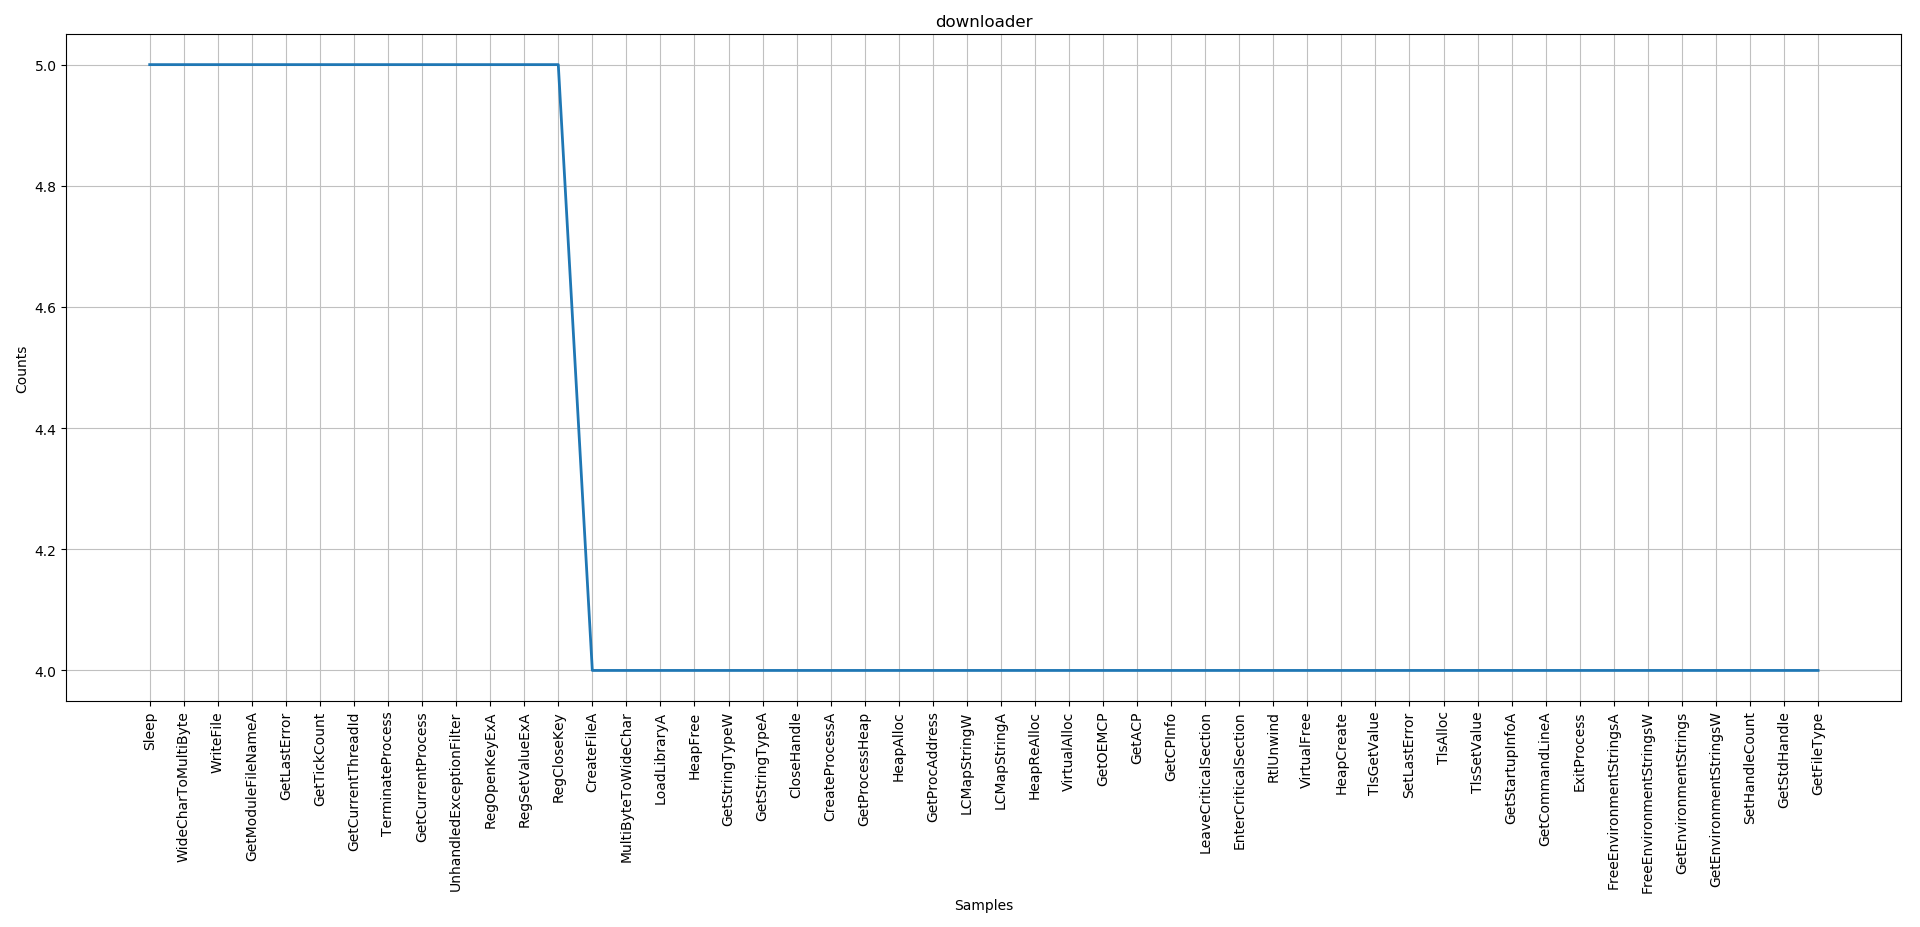 downloader
5.0
4.8
4.6
4.4
4.2
4.0
Counts
Sleep
WideCharToMultiByte
WriteFile
GetModuleFileNameA
GetLastError
GetTickCount
GetCurrentThreadId
TerminateProcess
GetCurrentProcess
UnhandledExceptionFilter
RegOpenKeyExA
RegSetValueExA
RegCloseKey
CreateFileA
MultiByteToWideChar
LoadLibraryA
HeapFree
GetStringTypeW
GetStringTypeA
CloseHandle
CreateProcessA
GetProcessHeap
HeapAlloc
GetProcAddress
LCMapStringW
LCMapStringA
HeapReAlloc
VirtualAlloc
GetOEMCP
GetACP
GetCPInfo
LeaveCriticalSection
EnterCriticalSection
RtlUnwind
VirtualFree
HeapCreate
TlsGetValue
SetLastError
TlsAlloc
TlsSetValue
GetStartupInfoA
GetCommandLineA
ExitProcess
FreeEnvironmentStringsA
FreeEnvironmentStringsW
GetEnvironmentStrings
GetEnvironmentStringsW
SetHandleCount
GetStdHandle
GetFileType
Samples